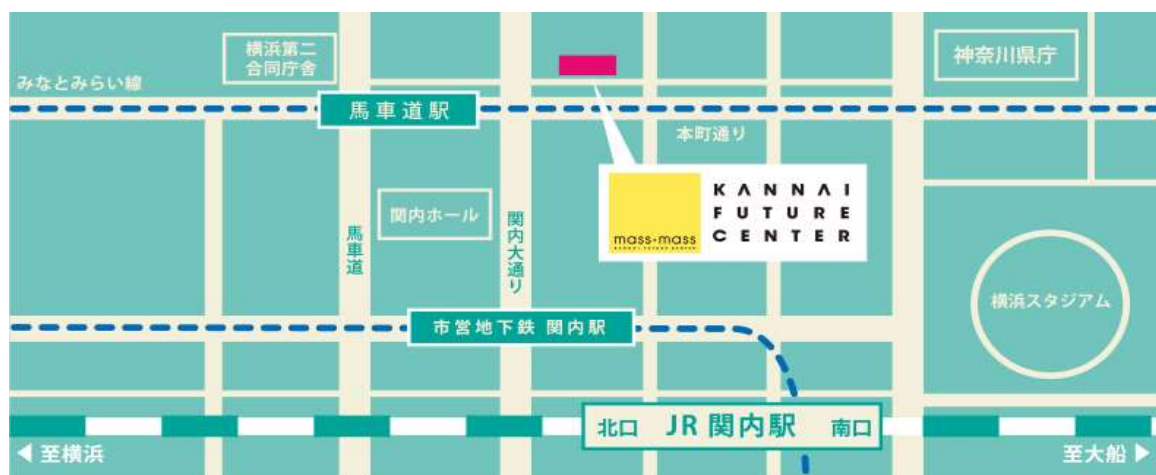 横浜第二
合同庁舎
神奈川県庁
みなとみらい線
馬車道駅
本町通り
KANNAI
FUTURE
CENTER
mass×mass
関内ホール
馬車道
関内大通り
横浜スタジアム
市営地下鉄 関内駅
北口 JR 関内駅 南口
◀ 至横浜
至大船 ▶